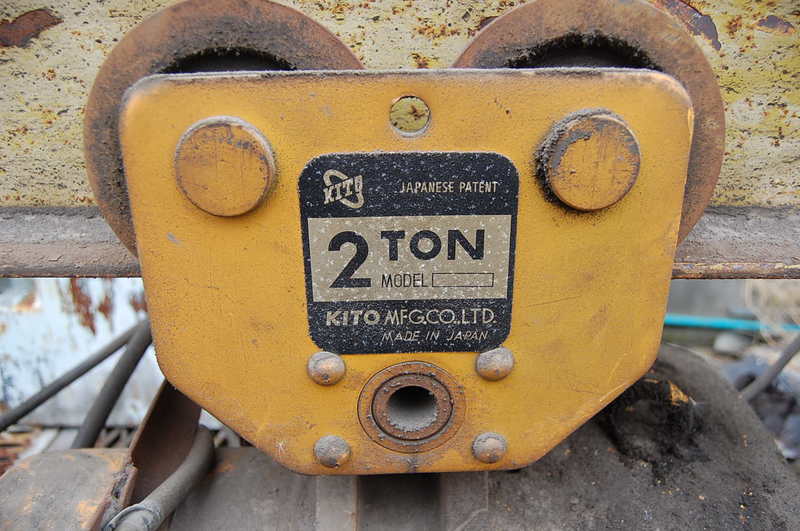 KITO
JAPANESE PATENT
2 TON
MODEL
KITO MFG.CO.,LTD.
MADE IN JAPAN